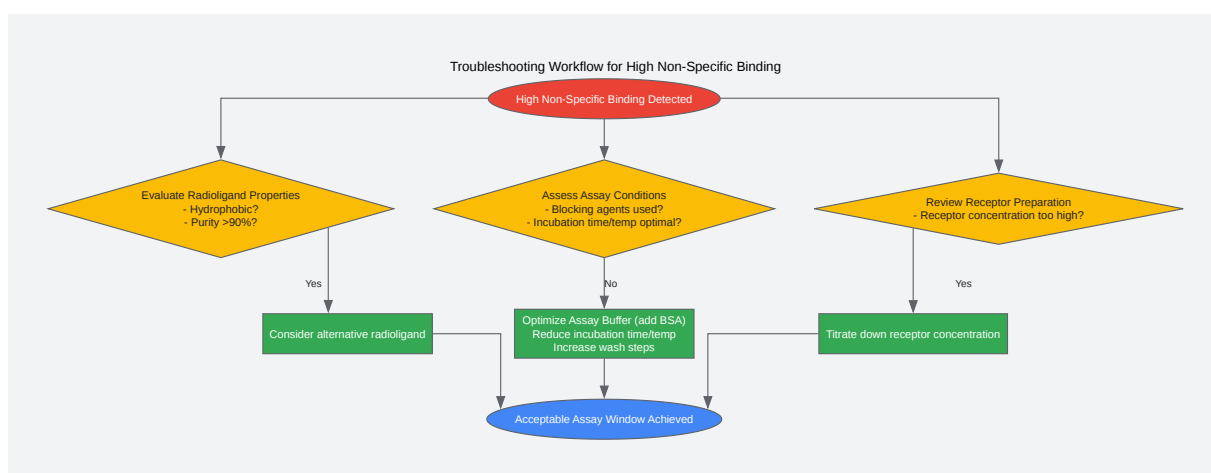 Troubleshooting Workflow for High Non-Specific Binding
High Non-Specific Binding Detected
Evaluate Radioligand Properties
- Hydrophobic?
- Purity >90%?
Assess Assay Conditions
- Blocking agents used?
- Incubation time/temp optimal?
Review Receptor Preparation
- Receptor concentration too high?
Yes
No
Yes
Consider alternative radioligand
Optimize Assay Buffer (add BSA)
Reduce incubation time/temp
Increase wash steps
Titrate down receptor concentration
Acceptable Assay Window Achieved